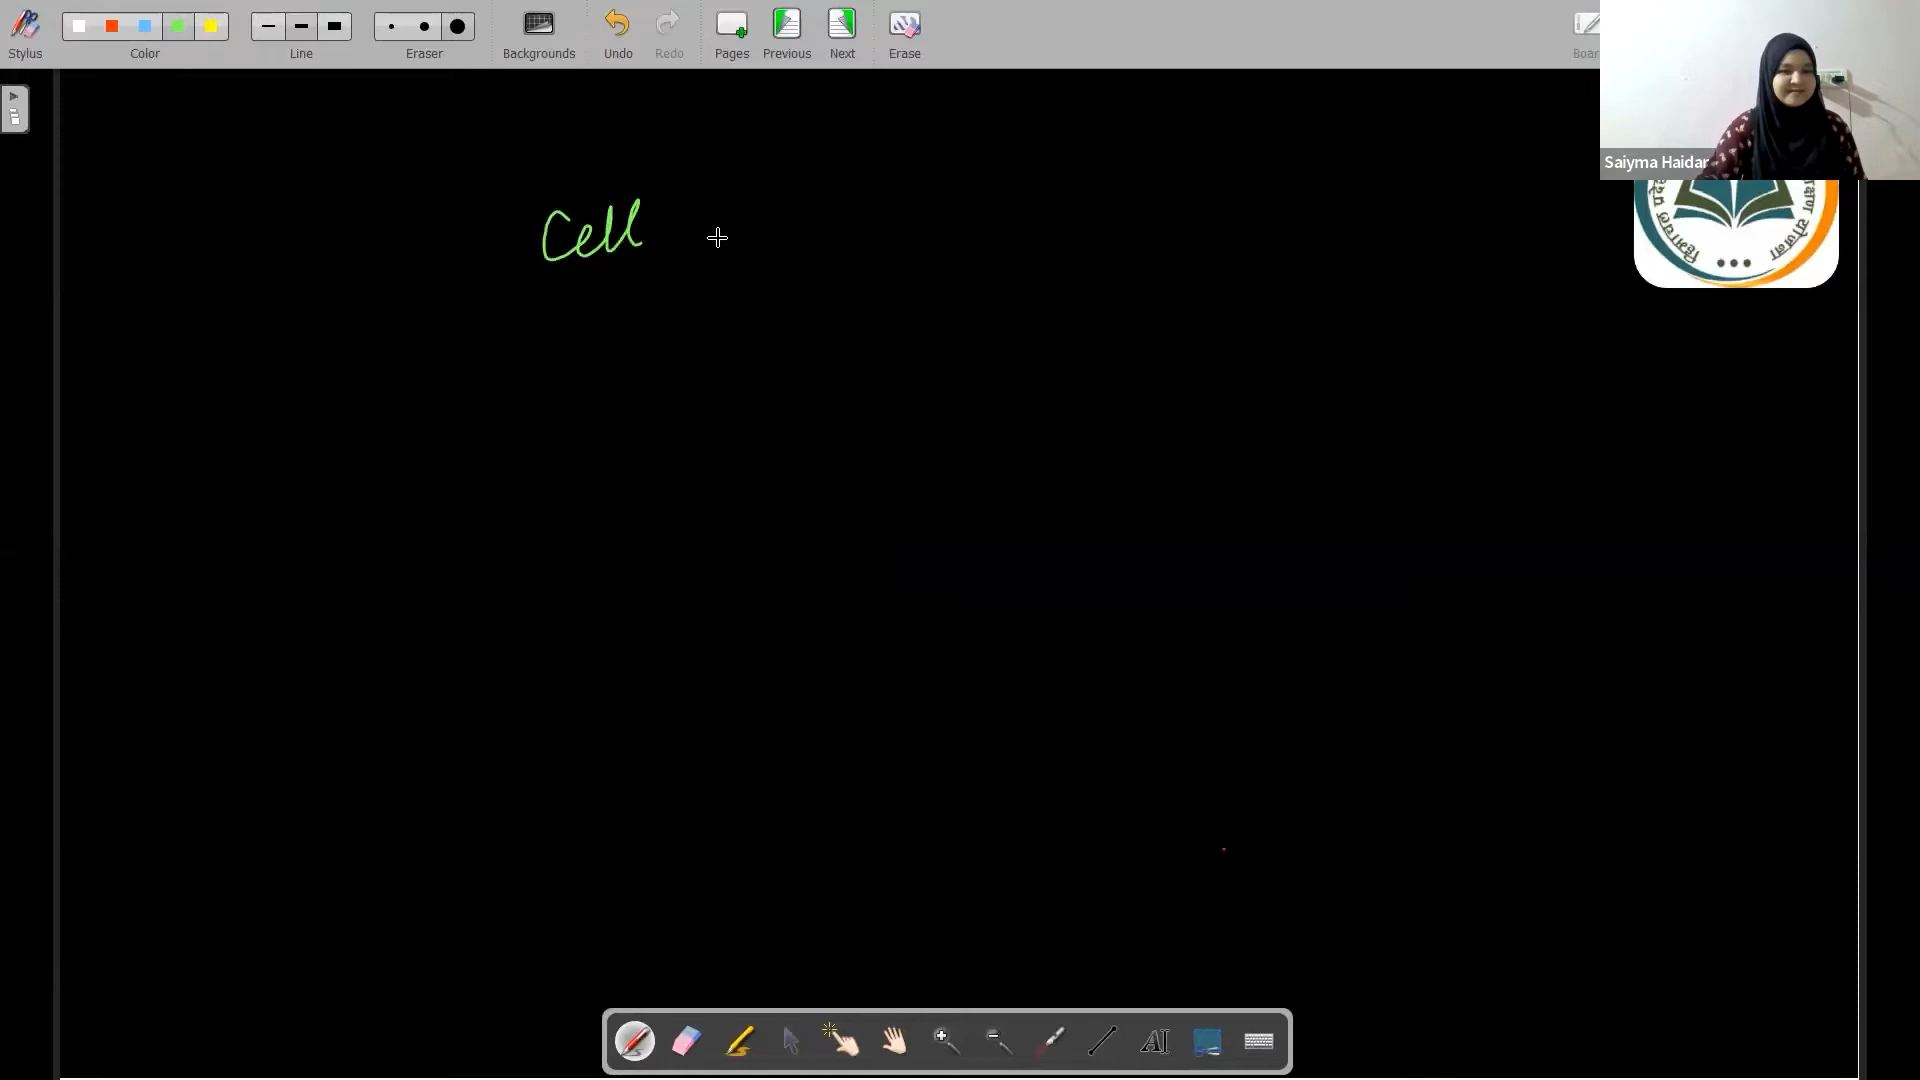 Stylus
Color
Line
Eraser
Backgrounds
Undo
Redo
Pages
Previous
Next
Erase
Saiyma Haidar
Cell